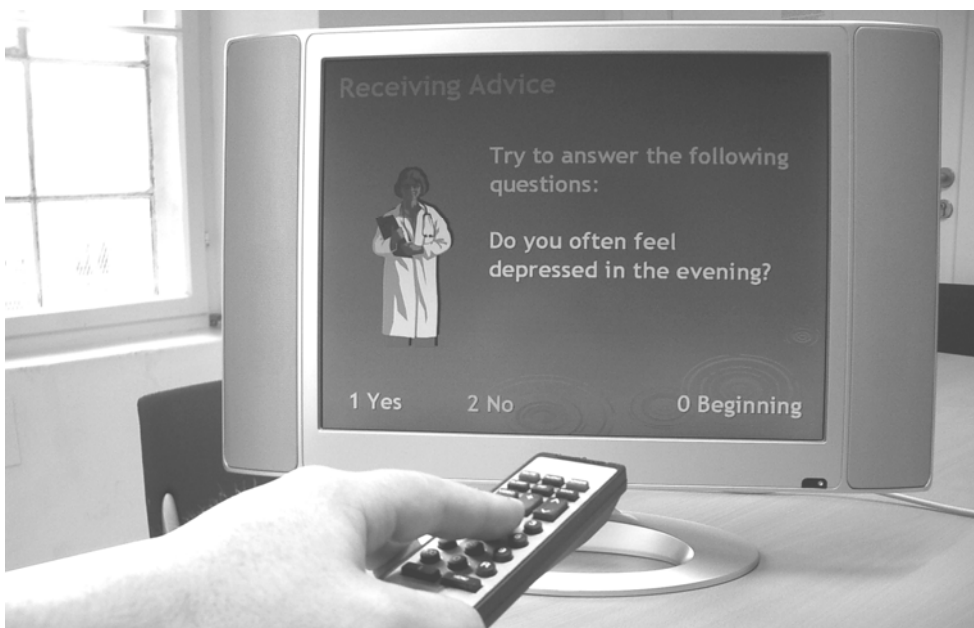 Receiving Advice
Try to answer the following
questions:
Do you often feel
depressed in the evening?
1 Yes 2 No 0 Beginning